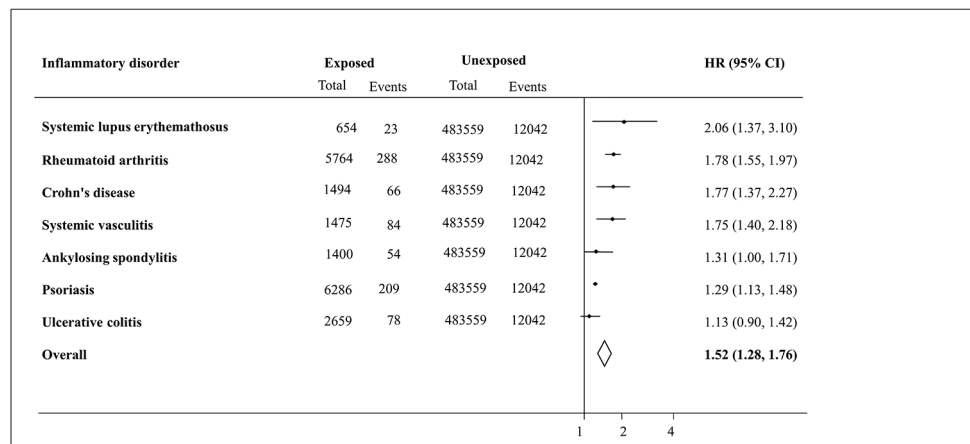 Inflammatory disorder Exposed Unexposed HR (95% CI)
Total Events Total Events
Systemic lupus erythemathosus 654 23 483559 12042 2.06 (1.37, 3.10)
Rheumatoid arthritis 5764 288 483559 12042 1.78 (1.55, 1.97)
Crohn's disease 1494 66 483559 12042 1.77 (1.37, 2.27)
Systemic vasculitis 1475 84 483559 12042 1.75 (1.40, 2.18)
Ankylosing spondylitis 1400 54 483559 12042 1.31 (1.00, 1.71)
Psoriasis 6286 209 483559 12042 1.29 (1.13, 1.48)
Ulcerative colitis 2659 78 483559 12042 1.13 (0.90, 1.42)
Overall 1.52 (1.28, 1.76)
1 2 4